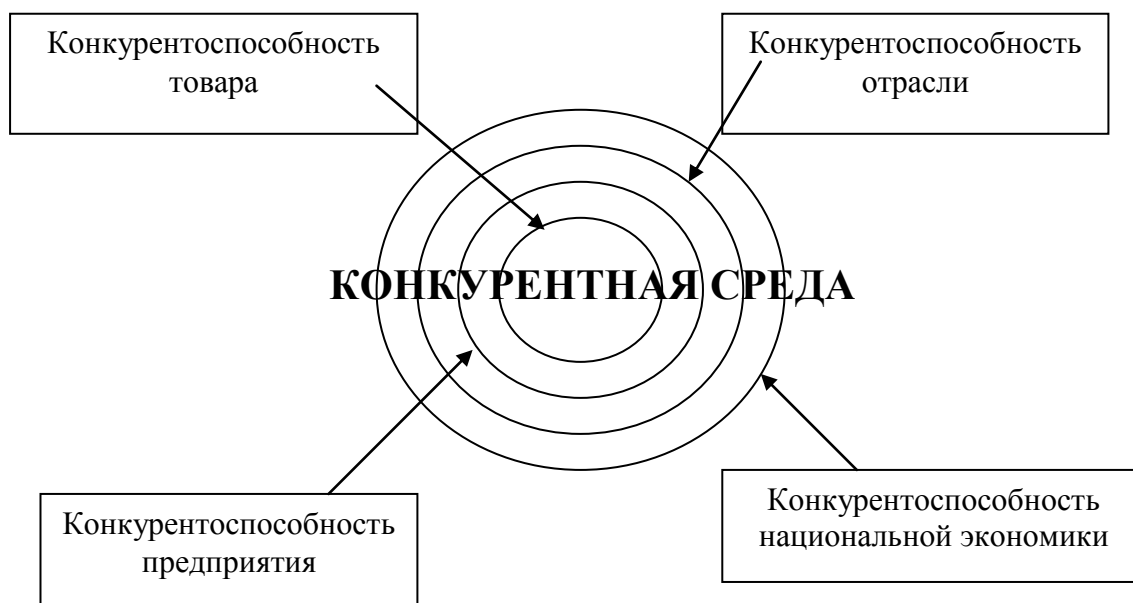 Конкурентоспособность
товара
Конкурентоспособность
отрасли
КОНКУРЕНТНАЯ СРЕДА
Конкурентоспособность
предприятия
Конкурентоспособность
национальной экономики